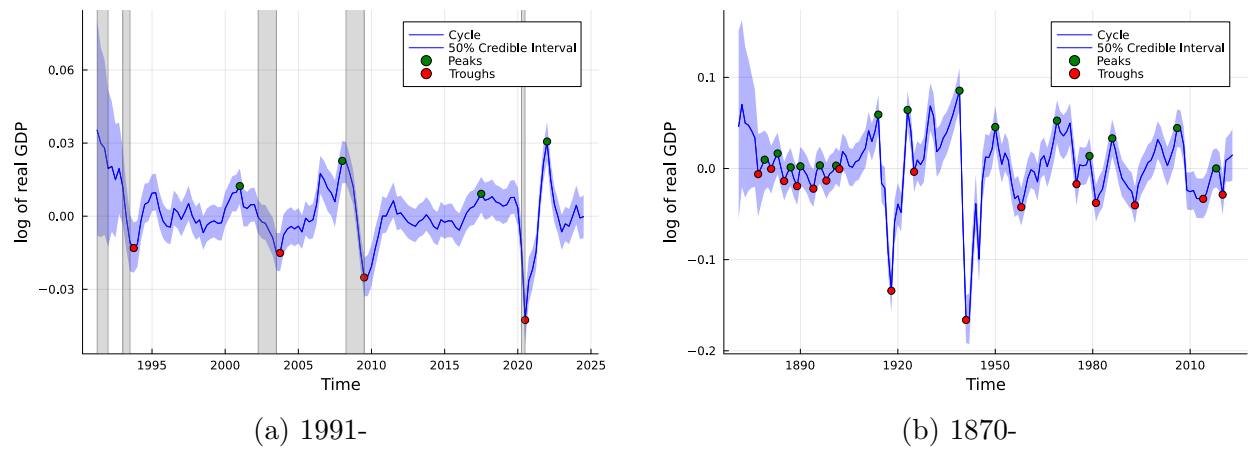 Cycle
50% Credible Interval
Peaks
Troughs
log of real GDP
0.06
0.03
0.00
−0.03
1995
2000
2005
2010
2015
2020
2025
Time
(a) 1991-
Cycle
50% Credible Interval
Peaks
Troughs
log of real GDP
0.1
0.0
−0.1
−0.2
1890
1920
1950
1980
2010
Time
(b) 1870-